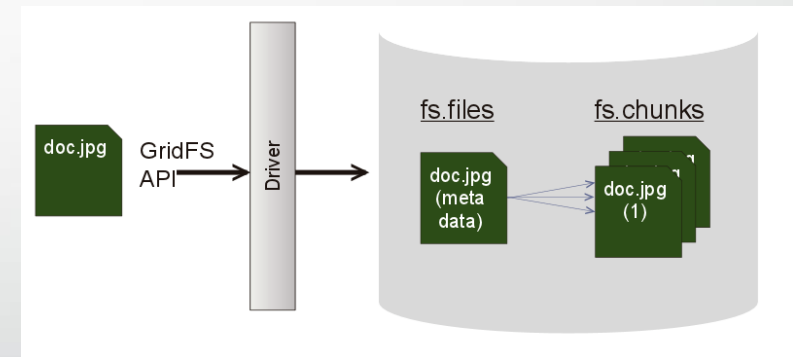 doc.jpg
GridFS
API
Driver
fs.files
fs.chunks
doc.jpg
(meta
data)
doc.jpg
(1)